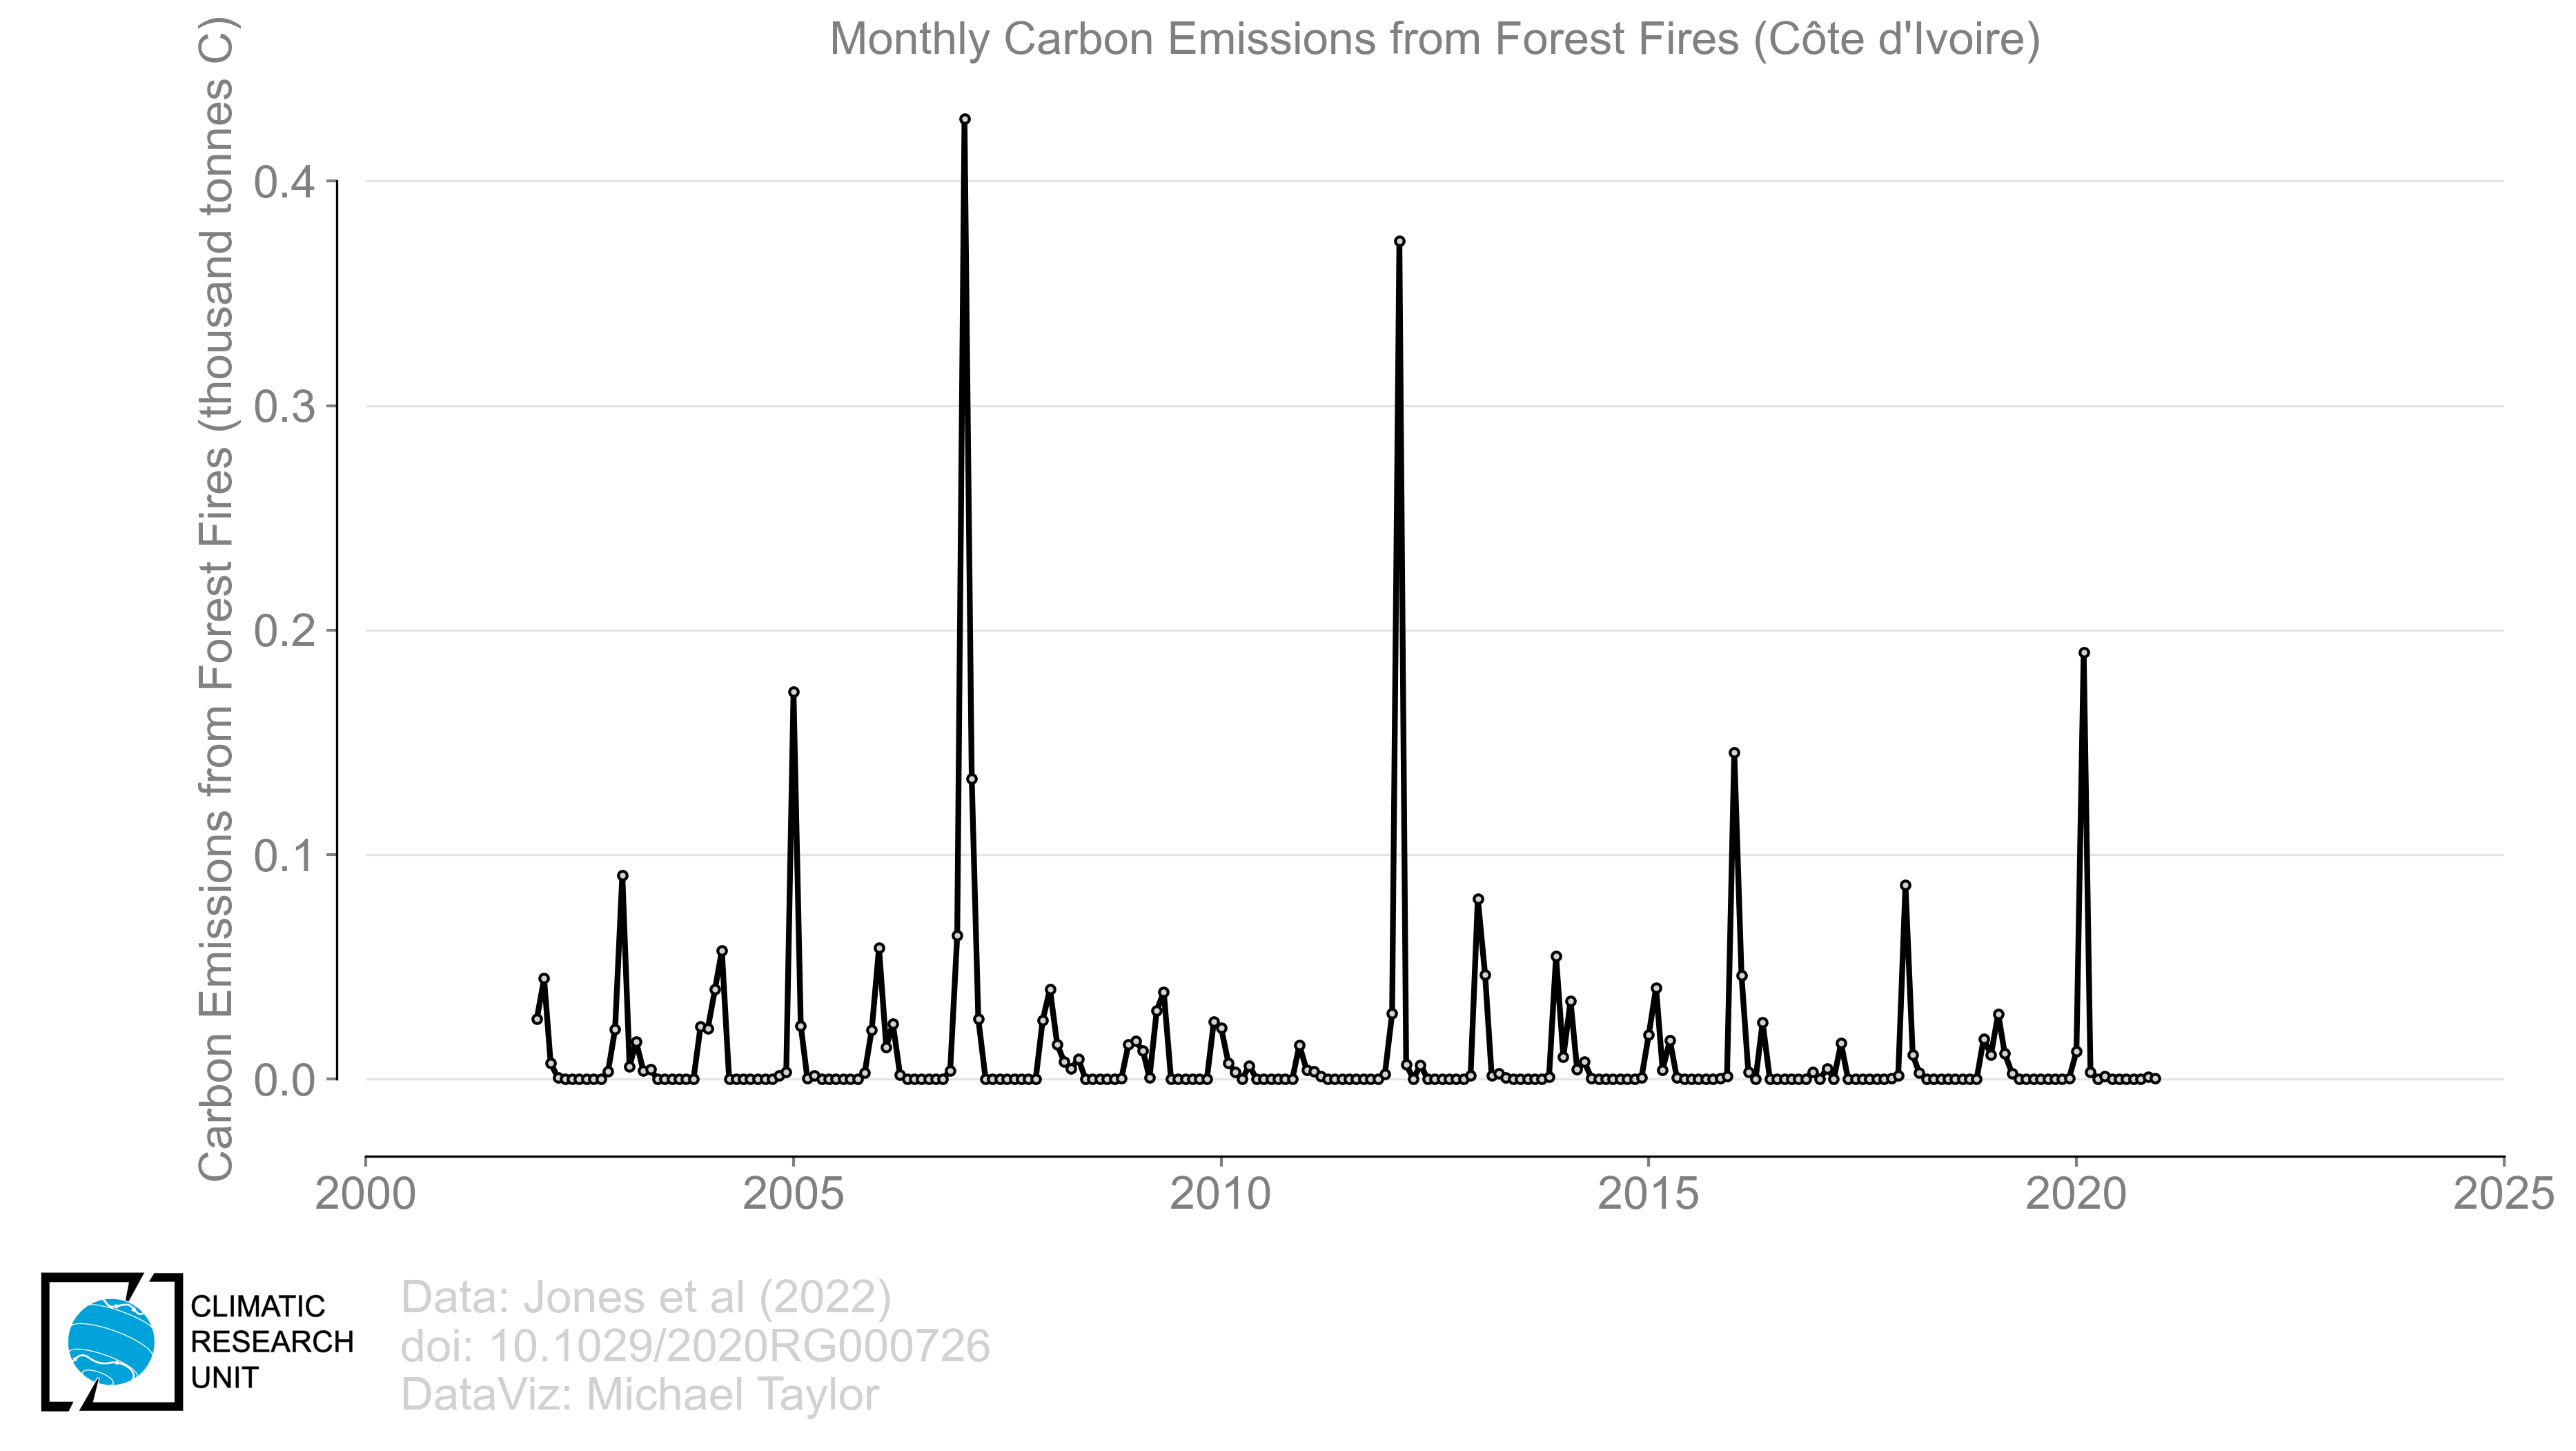 Monthly Carbon Emissions from Forest Fires (Côte d'Ivoire)
Carbon Emissions from Forest Fires (thousand tonnes C)
0.4
0.3
0.2
0.1
0.0
2000
2005
2010
2015
2020
2025
CLIMATIC
RESEARCH
UNIT
Data: Jones et al (2022)
doi: 10.1029/2020RG000726
DataViz: Michael Taylor